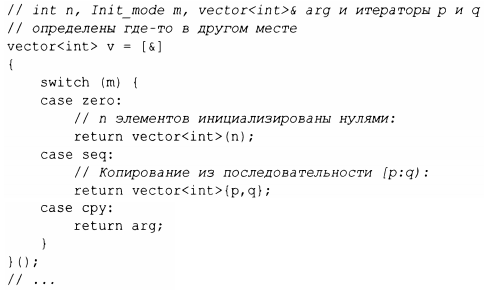 // int n, Init_mode m, vector<int>& arg и итераторы p и q
// определены где-то в другом месте
vector<int> v = [&]
{
    switch (m) {
    case zero:
        // n элементов инициализированы нулями:
        return vector<int>(n);
    case seq:
        // Копирование из последовательности [p:q):
        return vector<int>{p,q};
    case cpy:
        return arg;
    }
}();
// ...